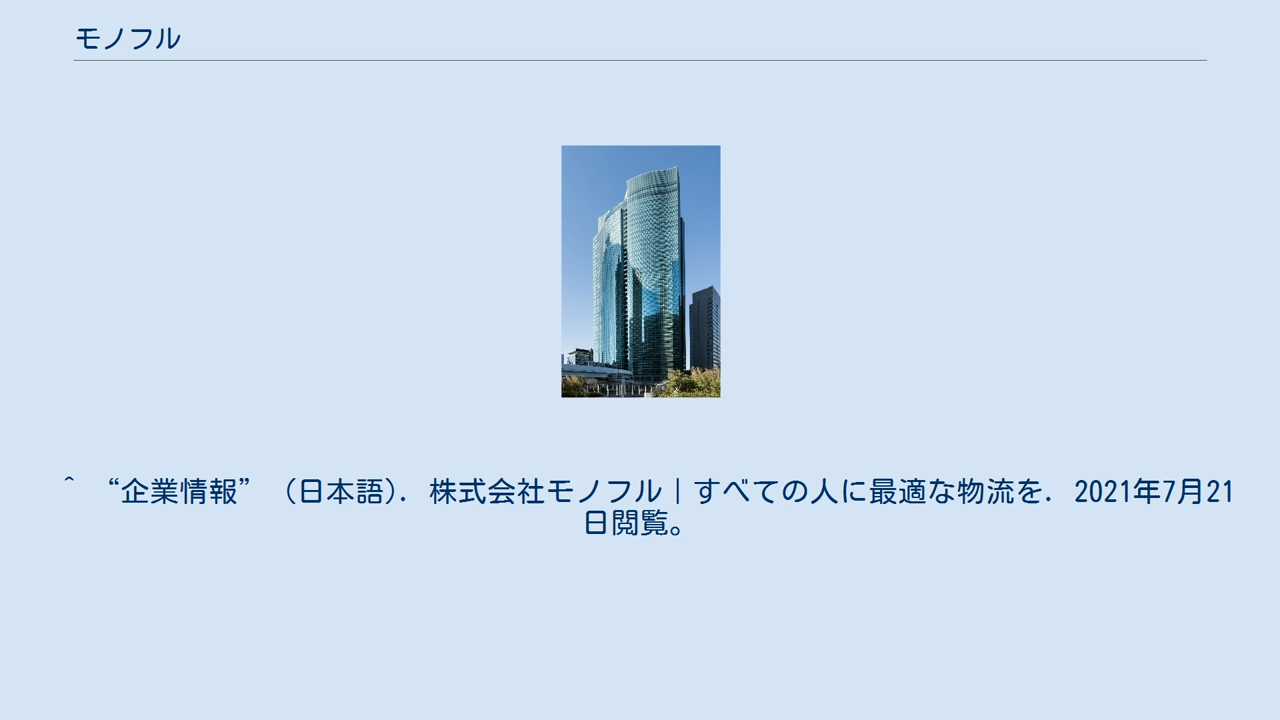 モノフル
^ “企業情報” (日本語). 株式会社モノフル｜すべての人に最適な物流を. 2021年7月21
日閲覧。